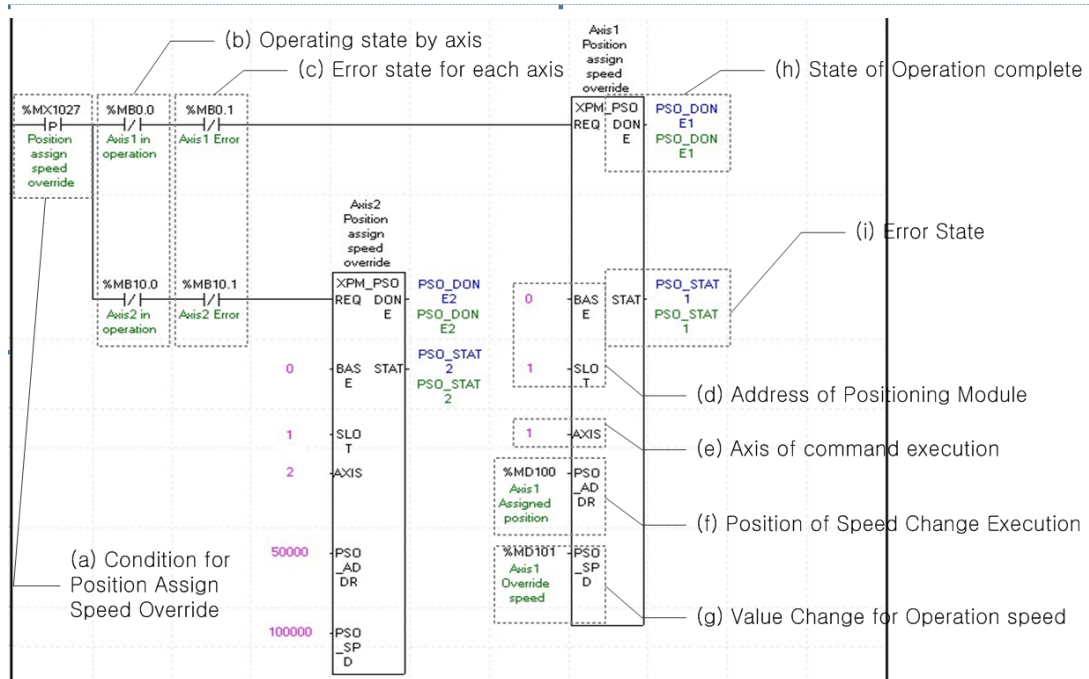 (b) Operating state by axis
(c) Error state for each axis
Axis1
Position
assign
speed
override
(h) State of Operation complete
%MX1027
P
Position
assign
speed
override
%MB0.0
Axis1 in
operation
%MB0.1
Axis1 Error
XPM_PSO
REQ DON
E
PSO_DON
E1
PSO_DON
E1
Axis2
Position
assign
speed
override
(i) Error State
%MB10.0
Axis2 in
operation
%MB10.1
Axis2 Error
XPM_PSO
REQ DON
E
PSO_DON
E2
PSO_DON
E2
0
BAS
E
STAT
PSO_STAT
1
PSO_STAT
1
0
BAS
E
STAT
PSO_STAT
2
PSO_STAT
2
1
SLO
T
(d) Address of Positioning Module
1
SLO
T
1
AXIS
(e) Axis of command execution
2
AXIS
%MD100
Axis1
Assigned
position
PSO
_AD
DR
(f) Position of Speed Change Execution
(a) Condition for
Position Assign
Speed Override
50000
PSO
_AD
DR
%MD101
Axis1
Override
speed
PSO
_SP
D
(g) Value Change for Operation speed
100000
PSO
_SP
D